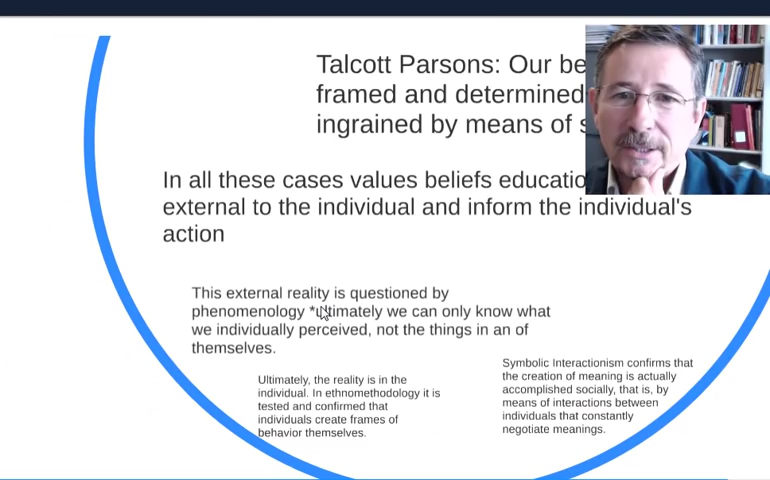 Talcott Parsons: Our be
framed and determined
ingrained by means of
In all these cases values beliefs educatio
external to the individual and inform the individual's
action
This external reality is questioned by
phenomenology *ultimately we can only know what
we individually perceived, not the things in an of
themselves.
Ultimately, the reality is in the
individual. In ethnomethodology it is
tested and confirmed that
individuals create frames of
behavior themselves.
Symbolic Interactionism confirms that
the creation of meaning is actually
accomplished socially, that is, by
means of interactions between
individuals that constantly
negotiate meanings.